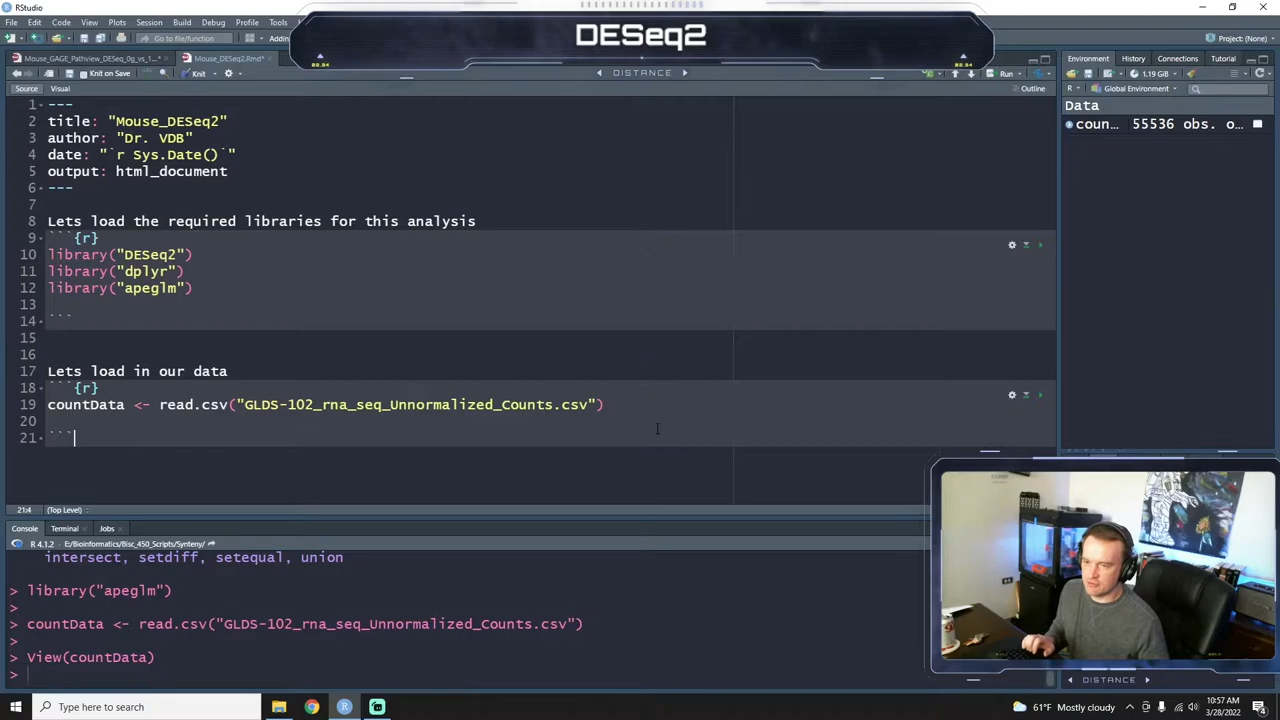 RStudio
File Edit Code View Plots Session Build Debug Profile Tools
DESeq2
Go to file/function
Project: (None)
Mouse_GAGE_Pathview_DESeq_0g_vs_1...*
Mouse_DESeq2.Rmd*
DISTANCE
Environment History Connections Tutorial
Knit on Save
Knit
Run
1.19 GiB
Source Visual
Outline
R
Global Environment
Data
coun... 55536 obs. o...
1 ---
2 title: "Mouse_DESeq2"
3 author: "Dr. VDB"
4 date: "`r Sys.Date()`"
5 output: html_document
6 ---
7
8 Lets load the required libraries for this analysis
9 ```{r}
10 library("DESeq2")
11 library("dplyr")
12 library("apeglm")
13
14 ```
15
16
17 Lets load in our data
18 ```{r}
19 countData <- read.csv("GLDS-102_rna_seq_Unnormalized_Counts.csv")
20
21 ```
21:4 (Top Level)
Console Terminal Jobs
R 4.1.2 E:/Bioinformatics/Bisc_450_Scripts/Synteny/
intersect, setdiff, setequal, union
> library("apeglm")
>
> countData <- read.csv("GLDS-102_rna_seq_Unnormalized_Counts.csv")
>
> View(countData)
>
DISTANCE
Type here to search
61°F Mostly cloudy
10:57 AM
3/28/2022